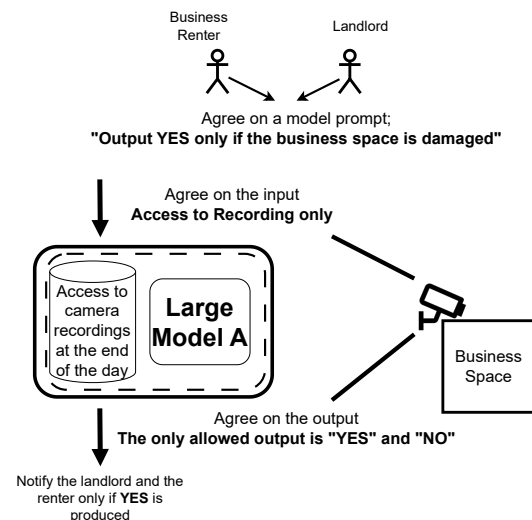 Business
Renter
Landlord
Agree on a model prompt;
"Output YES only if the business space is damaged"
Agree on the input
Access to Recording only
Access to
camera
recordings
at the end
of the day
Large
Model A
Business
Space
Agree on the output
The only allowed output is "YES" and "NO"
Notify the landlord and the
renter only if YES is
produced